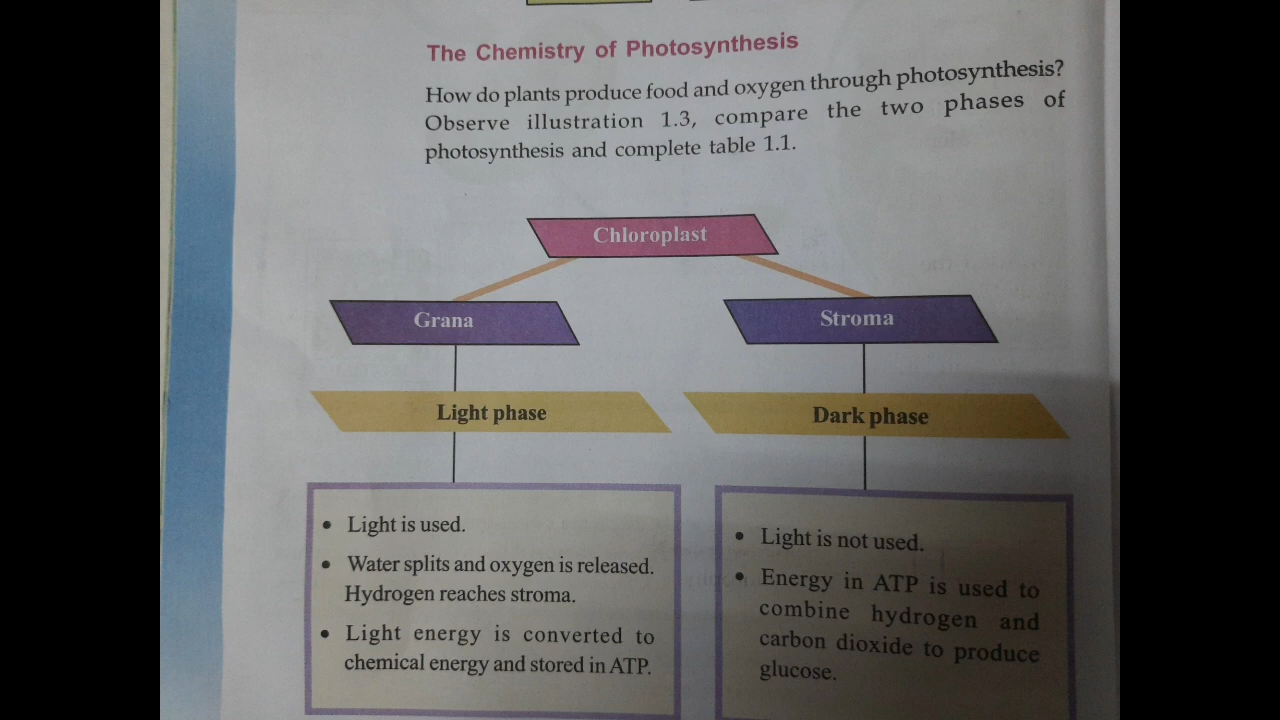 The Chemistry of Photosynthesis
How do plants produce food and oxygen through photosynthesis?
Observe illustration 1.3, compare the two phases of
photosynthesis and complete table 1.1.
Chloroplast
Grana
Stroma
Light phase
Dark phase
• Light is used.
• Water splits and oxygen is released.
Hydrogen reaches stroma.
• Light energy is converted to
chemical energy and stored in ATP.
• Light is not used.
• Energy in ATP is used to
combine hydrogen and
carbon dioxide to produce
glucose.